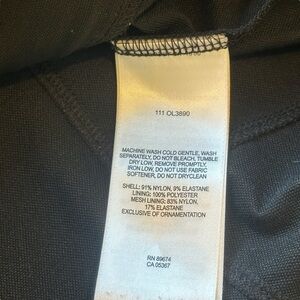 111 OL3890
MACHINE WASH COLD GENTLE, WASH
SEPARATELY, DO NOT BLEACH, TUMBLE
DRY LOW, REMOVE PROMPTLY,
IRON LOW, DO NOT USE FABRIC
SOFTENER, DO NOT DRYCLEAN
SHELL: 91% NYLON, 9% ELASTANE
LINING: 100% POLYESTER
MESH LINING: 83% NYLON,
17% ELASTANE
EXCLUSIVE OF ORNAMENTATION
RN 89674
CA 05367